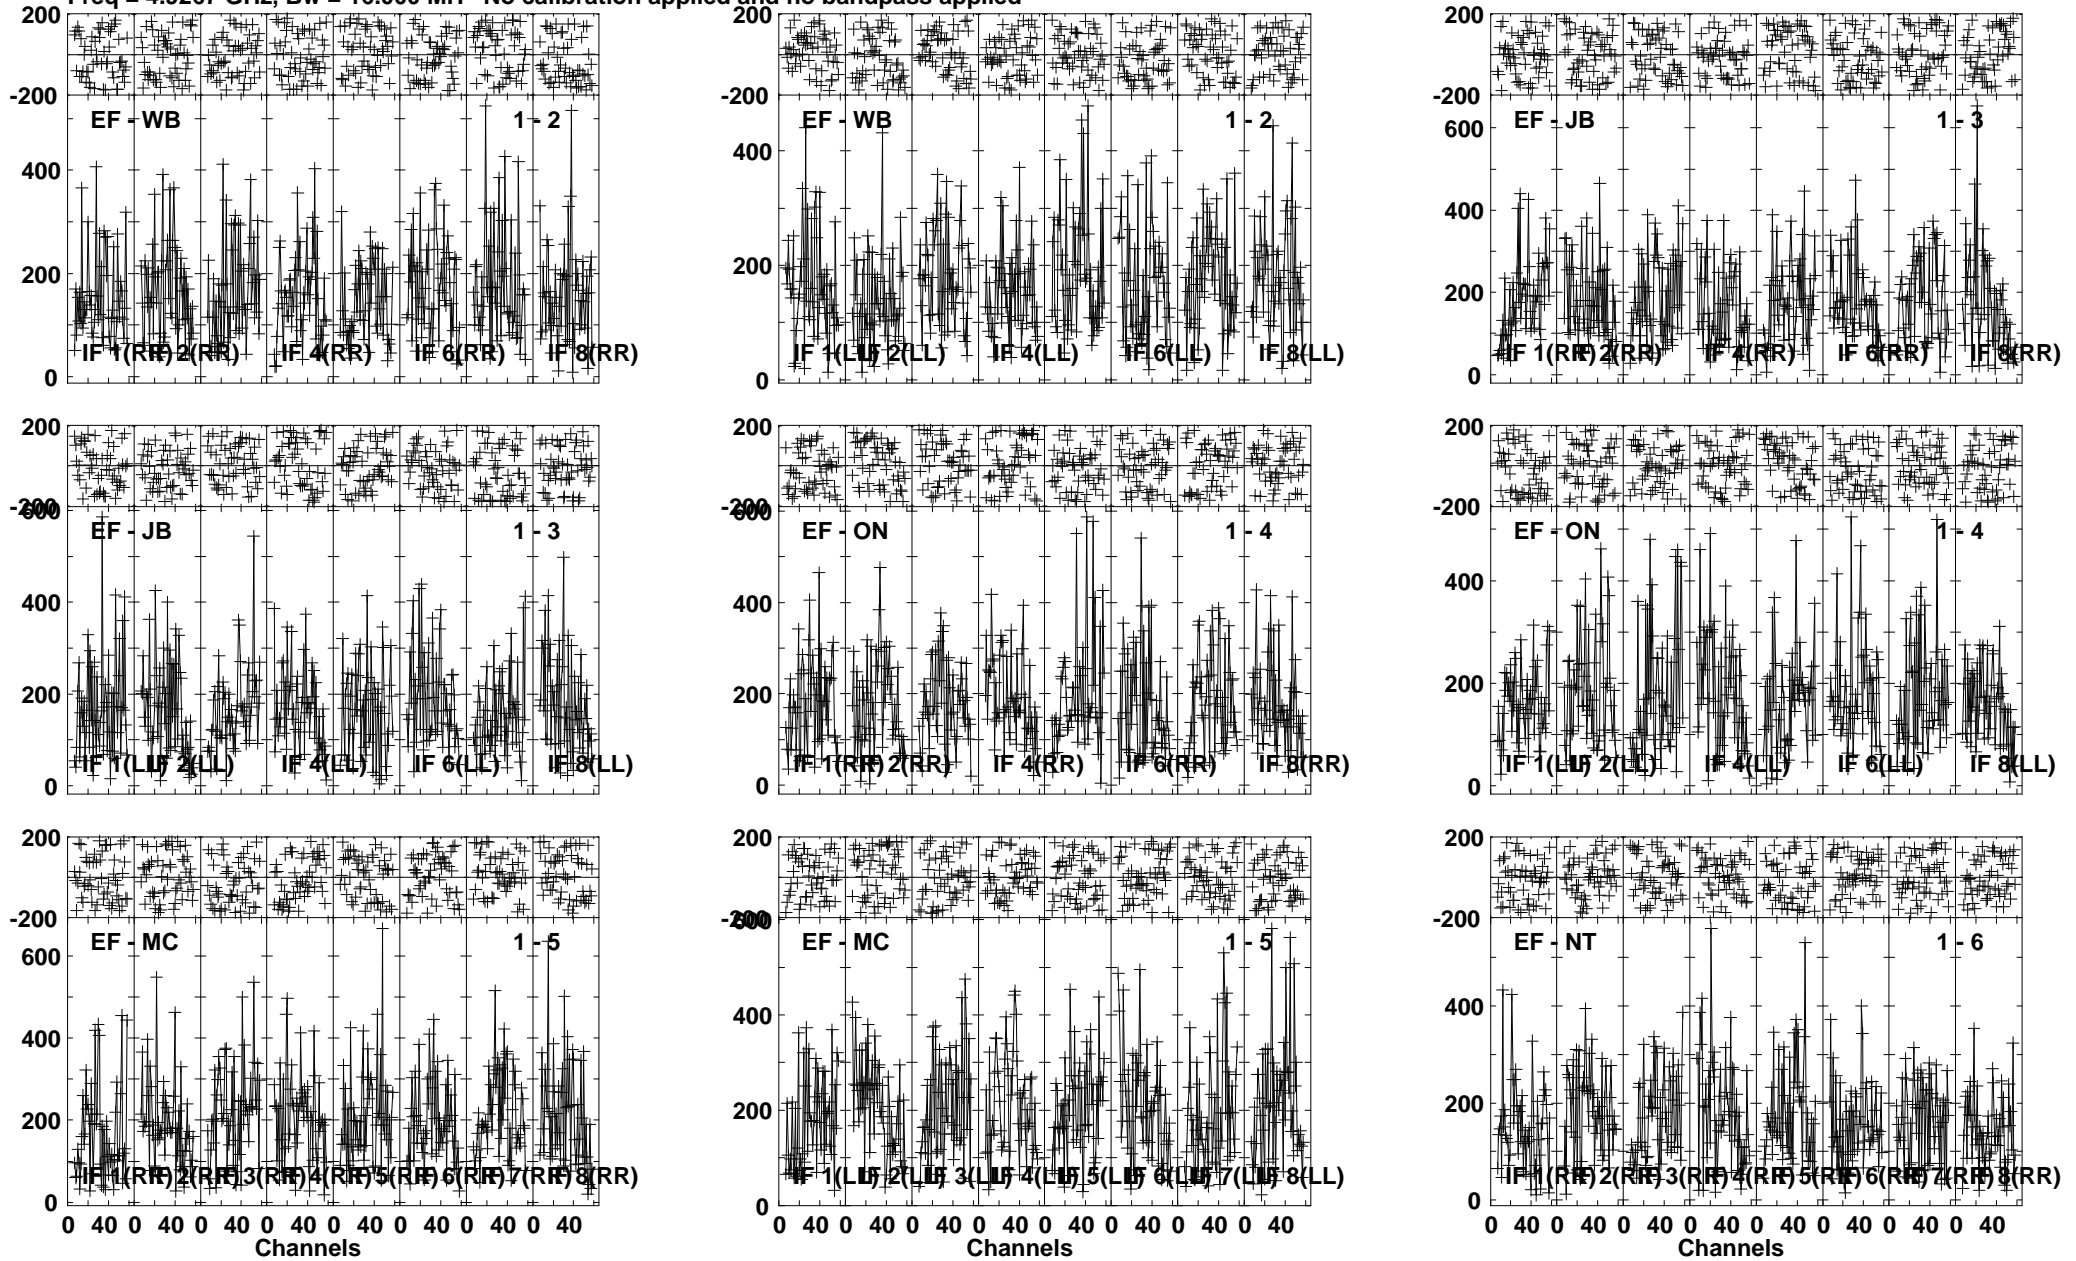 No calibration applied and no bandpass applied
200
-200
EF - WB
1 - 2
400
200
0
IF 1(RR)
IF 2(RR)
IF 4(RR)
IF 6(RR)
IF 8(RR)
200
-200
EF - WB
1 - 2
400
200
0
IF 1(LL)
IF 2(LL)
IF 4(LL)
IF 6(LL)
IF 8(LL)
200
-200
EF - JB
1 - 3
600
400
200
0
IF 1(RR)
IF 2(RR)
IF 4(RR)
IF 6(RR)
IF 8(RR)
200
-200
600
EF - JB
1 - 3
400
200
0
IF 1(LL)
IF 2(LL)
IF 4(LL)
IF 6(LL)
IF 8(LL)
200
-200
600
EF - ON
1 - 4
400
200
0
IF 1(RR)
IF 2(RR)
IF 4(RR)
IF 6(RR)
IF 8(RR)
200
-200
EF - ON
1 - 4
400
200
0
IF 1(LL)
IF 2(LL)
IF 4(LL)
IF 6(LL)
IF 8(LL)
200
-200
EF - MC
1 - 5
600
400
200
0
IF 1(RR)
IF 2(RR)
IF 3(RR)
IF 4(RR)
IF 5(RR)
IF 6(RR)
IF 7(RR)
IF 8(RR)
0 40 0 40 0 40 0 40 0 40 0 40 0 40 0 40
Channels
200
-200
600
EF - MC
1 - 5
400
200
0
IF 1(LL)
IF 2(LL)
IF 3(LL)
IF 4(LL)
IF 5(LL)
IF 6(LL)
IF 7(LL)
IF 8(LL)
0 40 0 40 0 40 0 40 0 40 0 40 0 40 0 40
Channels
200
-200
EF - NT
1 - 6
400
200
0
IF 1(RR)
IF 2(RR)
IF 3(RR)
IF 4(RR)
IF 5(RR)
IF 6(RR)
IF 7(RR)
IF 8(RR)
0 40 0 40 0 40 0 40 0 40 0 40 0 40 0 40
Channels